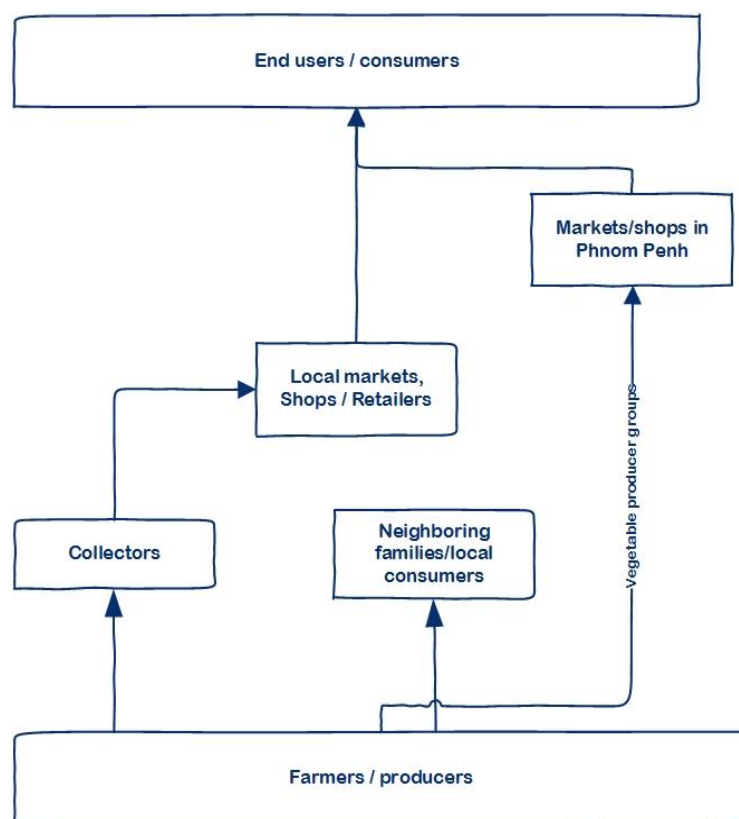 End users / consumers
Markets/shops in
Phnom Penh
Local markets,
Shops / Retailers
Vegetable producer groups
Collectors
Neighboring
families/local
consumers
Farmers / producers